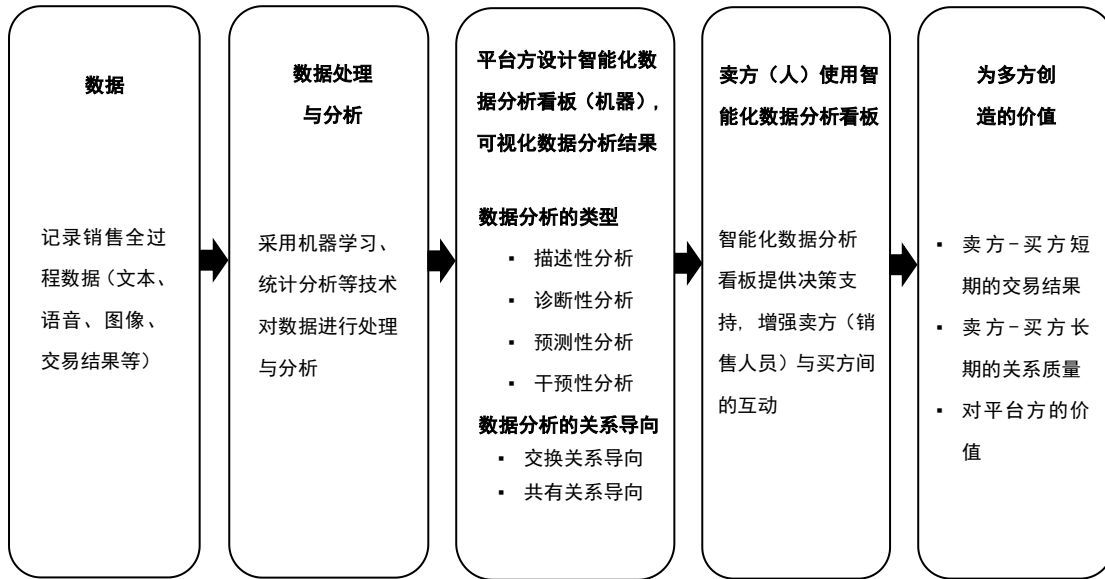 数据
记录销售全过
程数据（文本、
语音、图像、
交易结果等）
数据处理
与分析
采用机器学习、
统计分析等技术
对数据进行处理
与分析
平台方设计智能化数
据分析看板（机器），
可视化数据分析结果
数据分析的类型
▪ 描述性分析
▪ 诊断性分析
▪ 预测性分析
▪ 干预性分析
数据分析的关系导向
▪ 交换关系导向
▪ 共有关系导向
卖方（人）使用智
能化数据分析看板
智能化数据分析
看板提供决策支
持，增强卖方（销
售人员）与买方间
的互动
为多方创
造的价值
▪ 卖方-买方短
期的交易结果
▪ 卖方-买方长
期的关系质量
▪ 对平台方的价
值